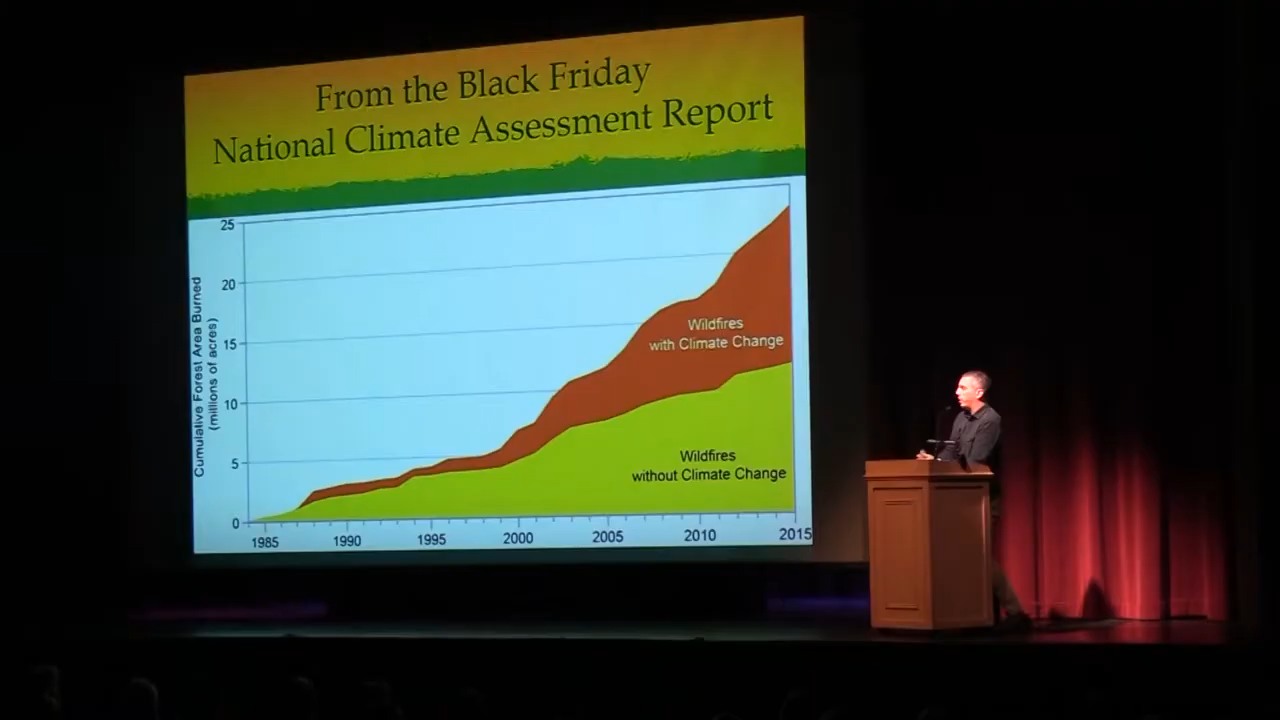 From the Black Friday
National Climate Assessment Report
Cumulative Forest Area Burned
(millions of acres)
25
20
15
10
5
0
Wildfires
with Climate Change
Wildfires
without Climate Change
1985 1990 1995 2000 2005 2010 2015